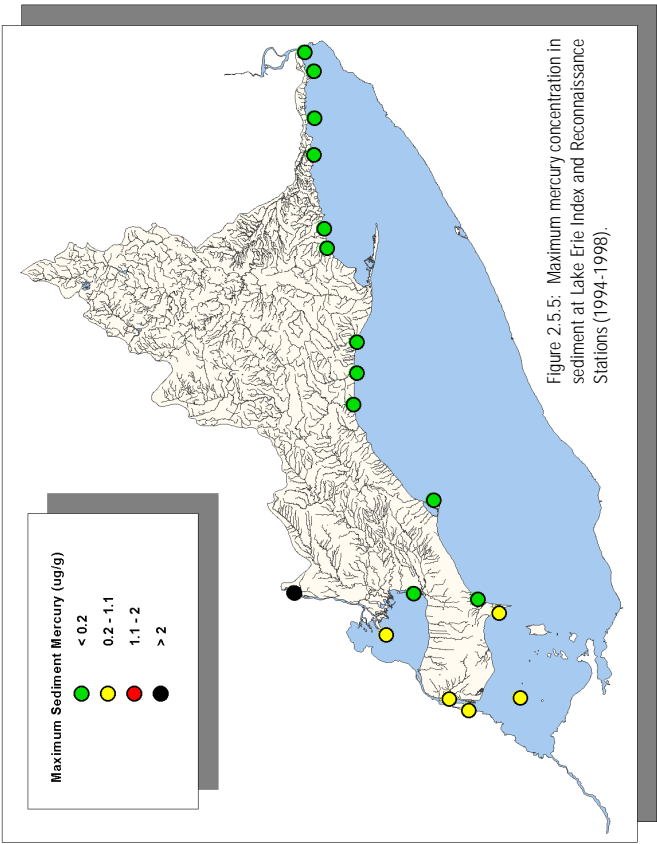 Maximum Sediment Mercury (ug/g)
< 0.2
0.2 - 1.1
1.1 - 2
> 2
Figure 2.5.5: Maximum mercury concentration in
sediment at Lake Erie Index and Reconnaissance
Stations (1994-1998).